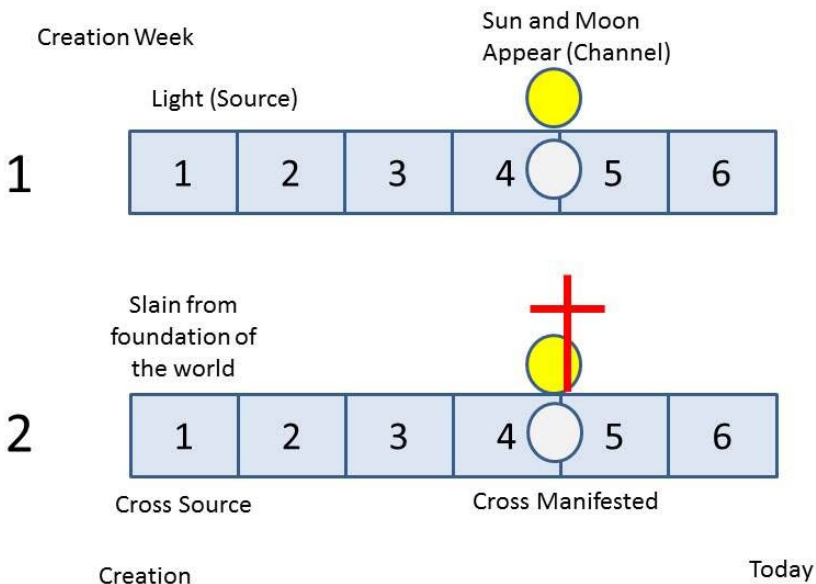 Creation Week
Sun and Moon
Appear (Channel)
Light (Source)
1
1 2 3 4 5 6
Slain from
foundation of
the world
2
1 2 3 4 5 6
Cross Source
Cross Manifested
Creation
Today